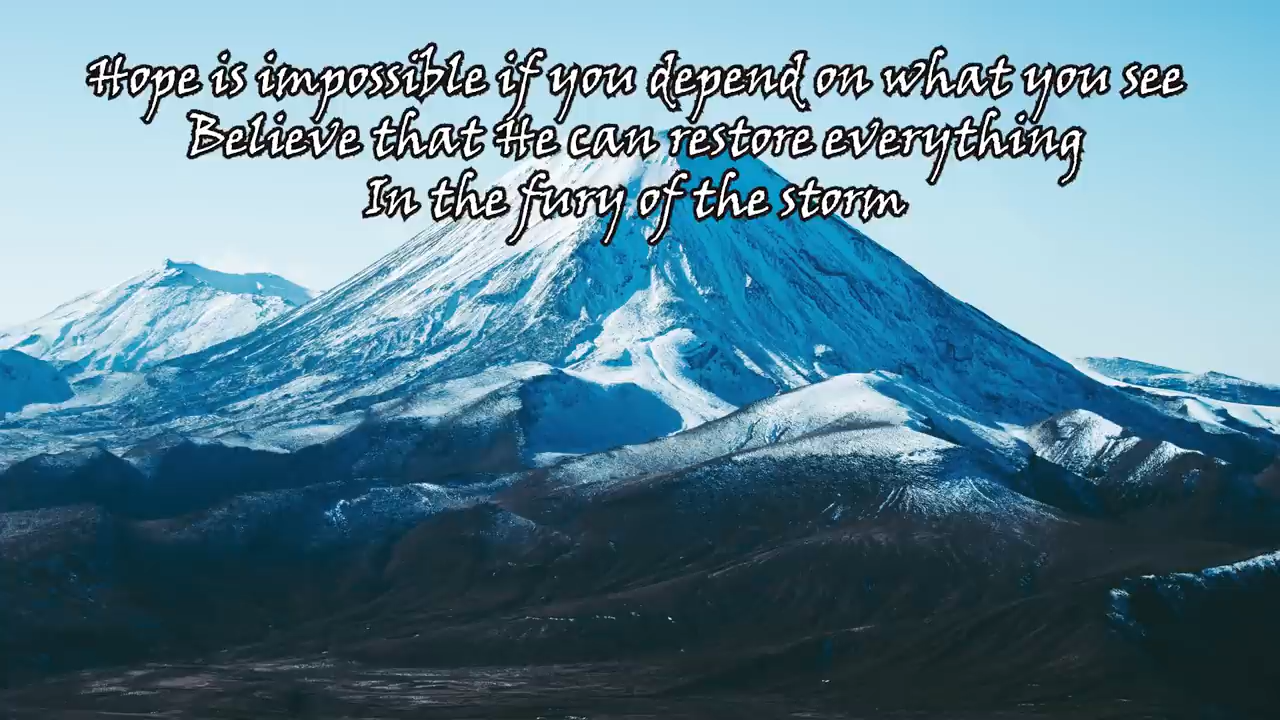 Hope is impossible if you depend on what you see
Believe that He can restore everything
In the fury of the storm